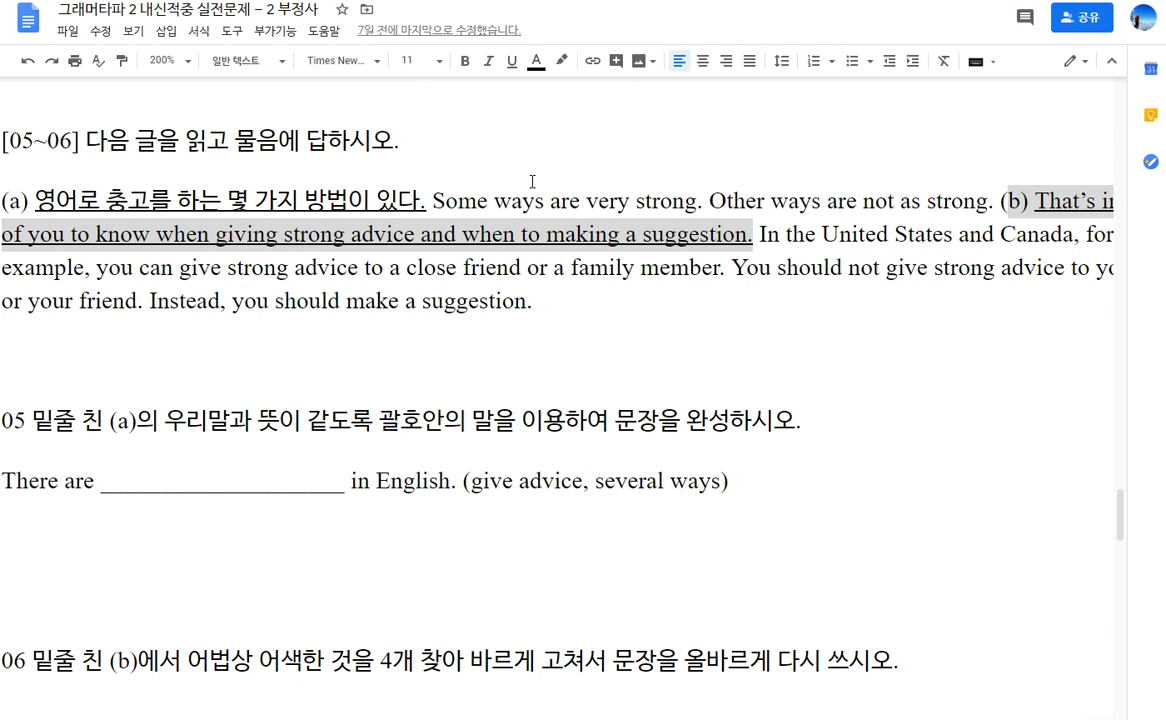 그래머타파 2 내신적중 실전문제 – 2 부정사
파일 수정 보기 삽입 서식 도구 부가기능 도움말 7일 전에 마지막으로 수정했습니다.
공유
200% 일반 텍스트 Times New... 11
31
[05~06] 다음 글을 읽고 물음에 답하시오.
(a) 영어로 충고를 하는 몇 가지 방법이 있다. Some ways are very strong. Other ways are not as strong. (b) That's
of you to know when giving strong advice and when to making a suggestion. In the United States and Canada, for
example, you can give strong advice to a close friend or a family member. You should not give strong advice to
or your friend. Instead, you should make a suggestion.
05 밑줄 친 (a)의 우리말과 뜻이 같도록 괄호안의 말을 이용하여 문장을 완성하시오.
There are ____________________ in English. (give advice, several ways)
06 밑줄 친 (b)에서 어법상 어색한 것을 4개 찾아 바르게 고쳐서 문장을 올바르게 다시 쓰시오.